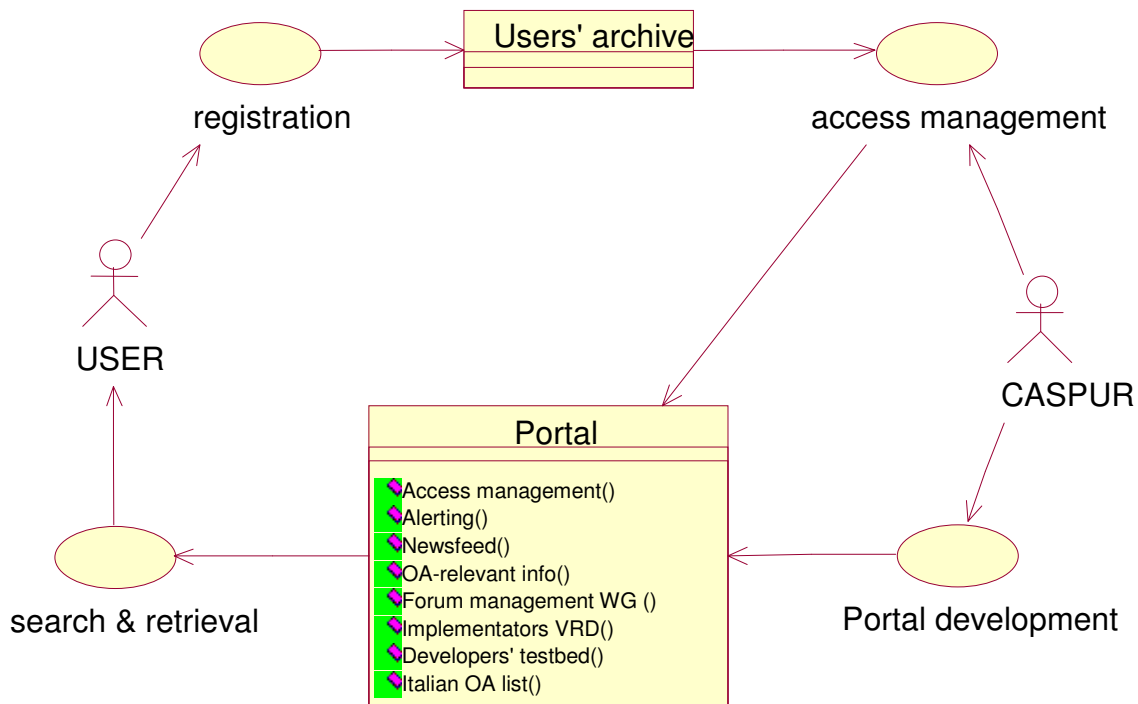 Users' archive
registration
access management
USER
CASPUR
Portal
Access management()
Alerting()
Newsfeed()
OA-relevant info()
Forum management WG ()
Implementators VRD()
Developers' testbed()
Italian OA list()
search & retrieval
Portal development